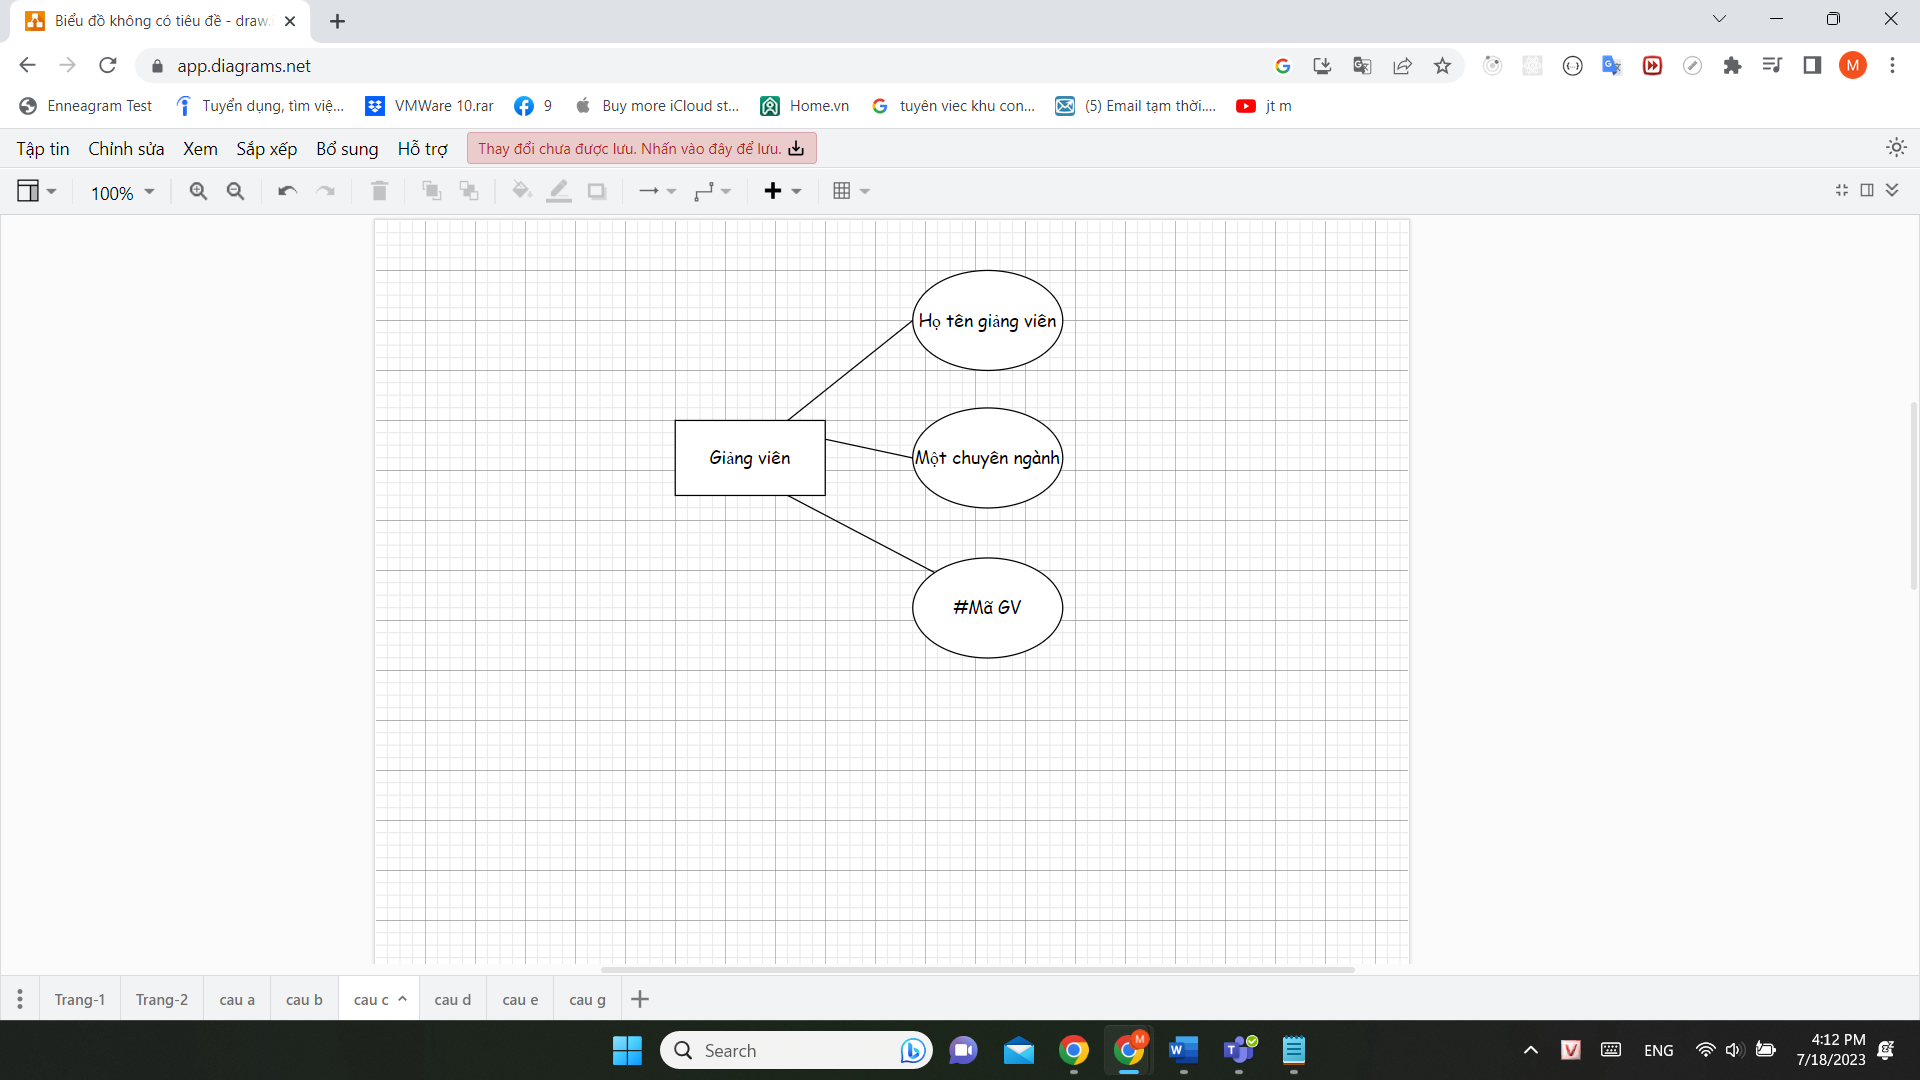 Biểu đồ không có tiêu đề - draw.i
app.diagrams.net
M
Enneagram Test
Tuyển dụng, tìm việ...
VMWare 10.rar
9
Buy more iCloud st...
Home.vn
tuyên viec khu con...
(5) Email tạm thời....
jt m
Tập tin
Chỉnh sửa
Xem
Sắp xếp
Bổ sung
Hỗ trợ
Thay đổi chưa được lưu. Nhấn vào đây để lưu.
100%
Họ tên giảng viên
Giảng viên
Một chuyên ngành
#Mã GV
Trang-1
Trang-2
cau a
cau b
cau c
cau d
cau e
cau g
Search
M
ENG
4:12 PM
7/18/2023